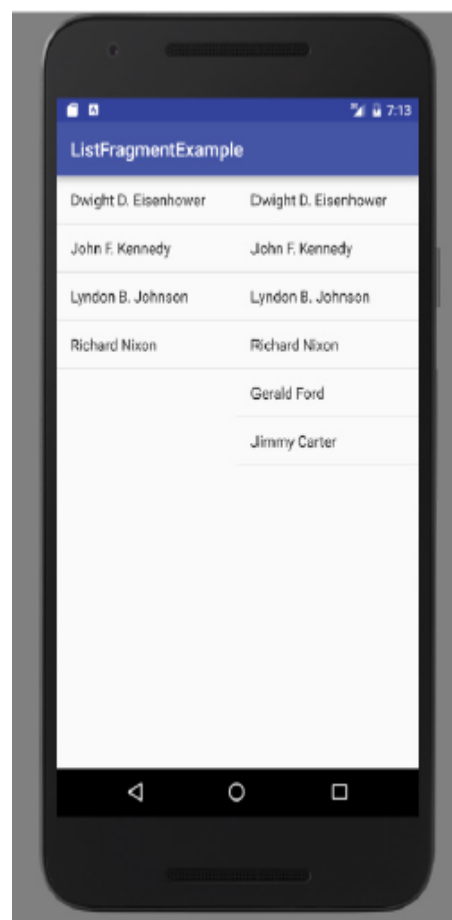 7:13
ListFragmentExample
Dwight D. Eisenhower
John F. Kennedy
Lyndon B. Johnson
Richard Nixon
Dwight D. Eisenhower
John F. Kennedy
Lyndon B. Johnson
Richard Nixon
Gerald Ford
Jimmy Carter